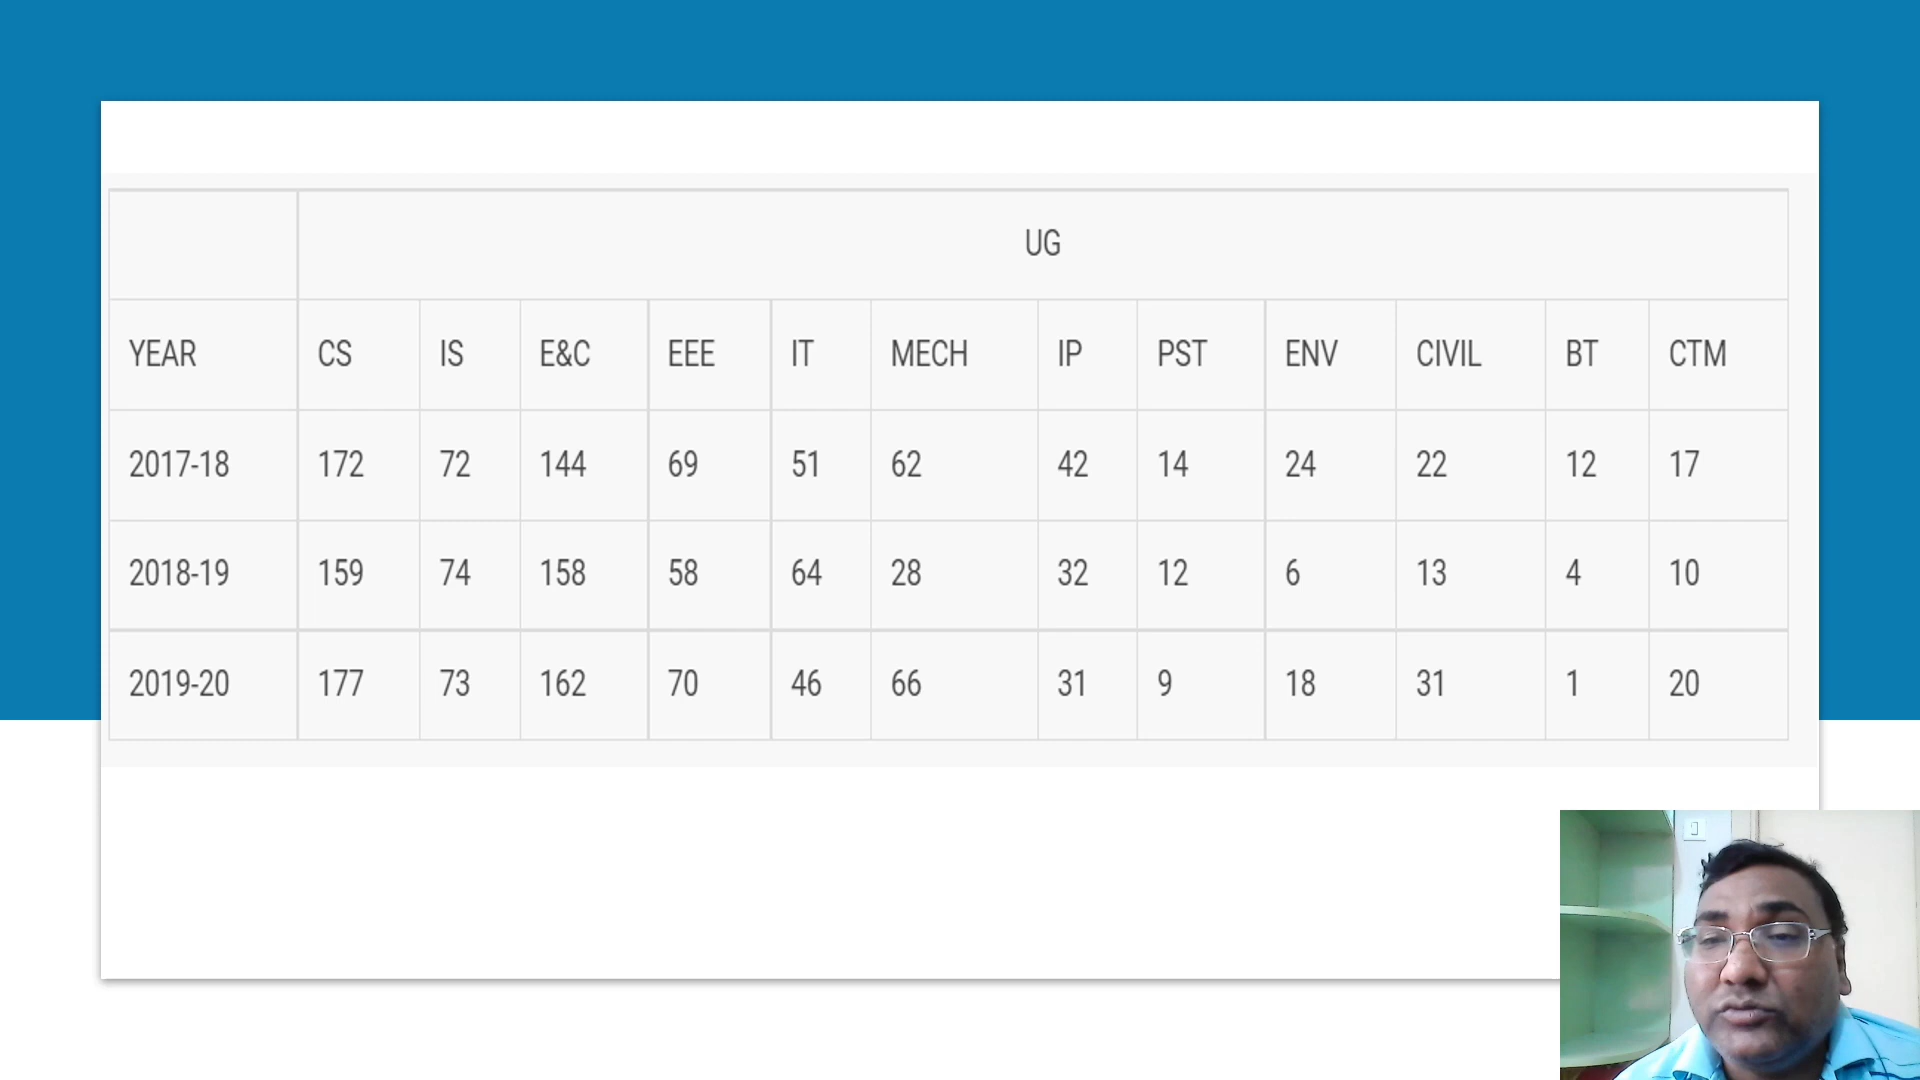 UG
YEAR CS IS E&C EEE IT MECH IP PST ENV CIVIL BT CTM
2017-18 172 72 144 69 51 62 42 14 24 22 12 17
2018-19 159 74 158 58 64 28 32 12 6 13 4 10
2019-20 177 73 162 70 46 66 31 9 18 31 1 20